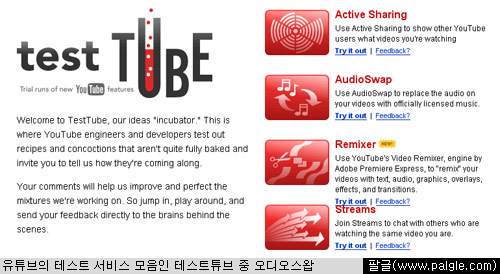 test TUBE
Trial runs of new YouTube features
Welcome to TestTube, our ideas "incubator." This is
where YouTube engineers and developers test out
recipes and concoctions that aren't quite fully baked and
invite you to tell us how they're coming along.
Your comments will help us improve and perfect the
mixtures we're working on. So jump in, play around, and
send your feedback directly to the brains behind the
scenes.
Active Sharing
Use Active Sharing to show other YouTube
users what videos you're watching
Try it out | Feedback?
AudioSwap
Use AudioSwap to replace the audio on
your videos with officially licensed music.
Try it out | Feedback?
Remixer NEW!
Use YouTube's Video Remixer, engine by
Adobe Premiere Express, to "remix" your
videos with text, audio, graphics, overlays,
effects, and transitions.
Try it out | Feedback?
Streams
Join Streams to chat with others who are
watching the same video you are.
Try it out | Feedback?
유튜브의 테스트 서비스 모음인 테스트튜브 중 오디오스왑
팔글(www.palgle.com)